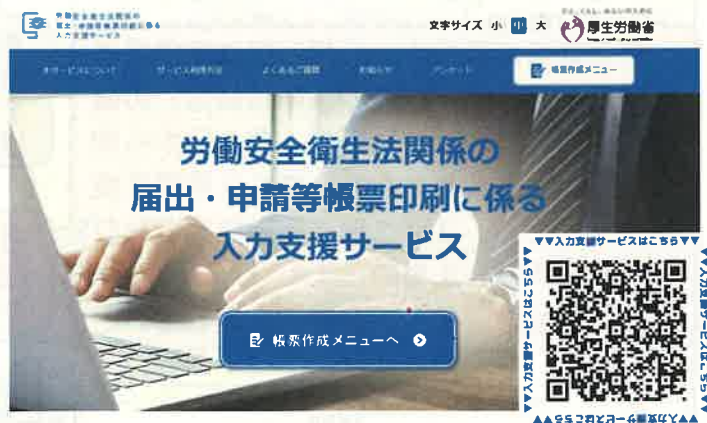 労働安全衛生法関係の
届出・申請等帳票印刷に係る
入力支援サービス
文字サイズ 小 中 大
厚生労働省
本サービスについて サービス利用方法 よくあるご質問 お知らせ アンケート 帳票作成メニュー
労働安全衛生法関係の
届出・申請等帳票印刷に係る
入力支援サービス
帳票作成メニューへ
▼▼入力支援サービスはこちら▼▼
▼▼入力支援サービスはこちら▼▼
▼▼入力支援サービスはこちら▼▼
▼▼入力支援サービスはこちら▼▼